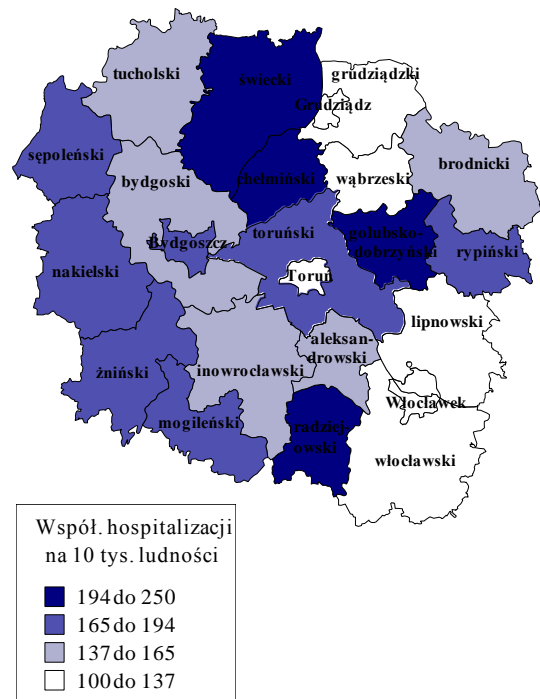 tucholski
świecki
grudziądzki
Grudziądz
sępoleński
bydgoski
chełmiński
wąbrzeski
brodnicki
Bydgoszcz
toruński
gołubsko-
dobrzyński
rypiński
nakielski
Toruń
lipnowski
żniński
inowrocławski
aleksan-
drowski
mogileński
radziej-
owski
Włocławek
włocławski
Współ. hospitalizacji
na 10 tys. ludności
194 do 250
165 do 194
137 do 165
100 do 137